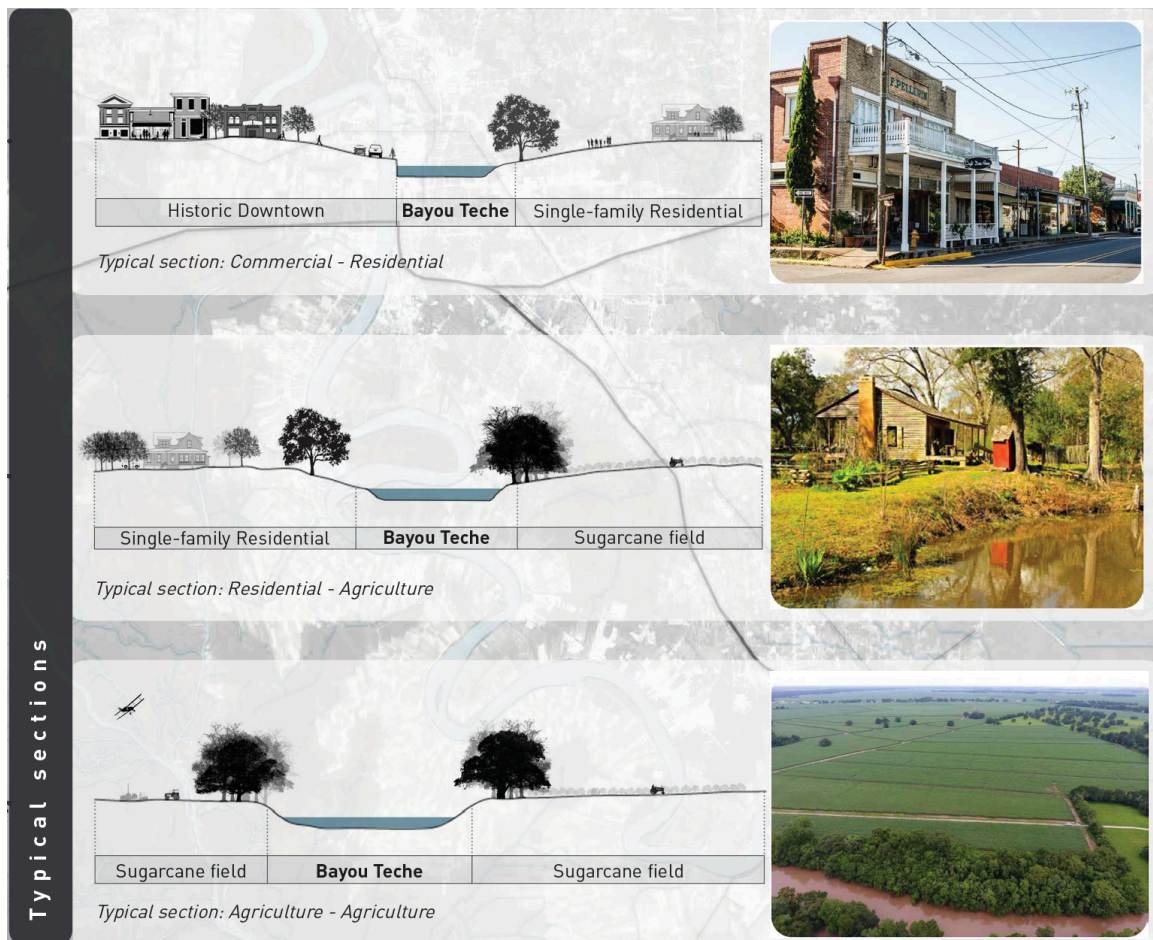 Typical sections
Historic Downtown
Bayou Teche
Single-family Residential
Typical section: Commercial - Residential
F. PELLERIN
Single-family Residential
Bayou Teche
Sugarcane field
Typical section: Residential - Agriculture
Sugarcane field
Bayou Teche
Sugarcane field
Typical section: Agriculture - Agriculture